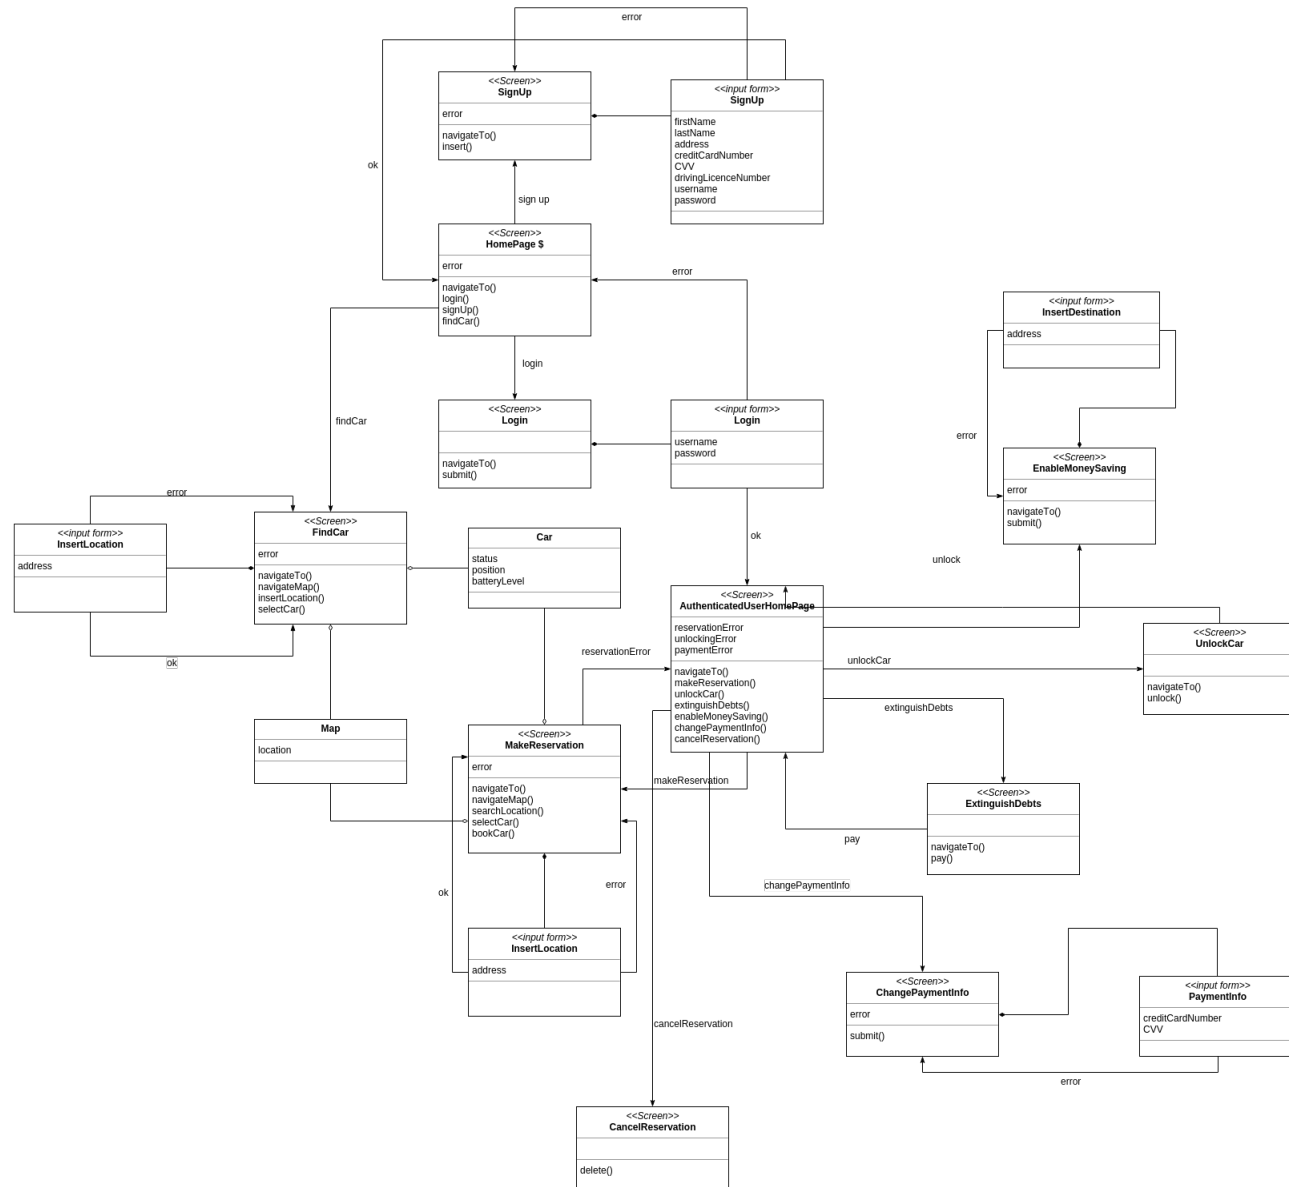 error
<<Screen>>
SignUp
error
navigateTo()
insert()
<<input form>>
SignUp
firstName
lastName
address
creditCardNumber
CVV
drivingLicenceNumber
username
password
ok
sign up
<<Screen>>
HomePage $
error
navigateTo()
login()
signUp()
findCar()
error
<<input form>>
InsertDestination
address
login
findCar
<<Screen>>
Login
navigateTo()
submit()
<<input form>>
Login
username
password
error
<<Screen>>
EnableMoneySaving
error
navigateTo()
submit()
error
<<input form>>
InsertLocation
address
<<Screen>>
FindCar
error
navigateTo()
navigateMap()
insertLocation()
selectCar()
ok
Car
status
position
batteryLevel
ok
unlock
<<Screen>>
AuthenticatedUserHomePage
reservationError
unlockingError
paymentError
navigateTo()
makeReservation()
unlockCar()
extinguishDebts()
enableMoneySaving()
changePaymentInfo()
cancelReservation()
reservationError
unlockCar
<<Screen>>
UnlockCar
navigateTo()
unlock()
extinguishDebts
Map
location
<<Screen>>
MakeReservation
error
navigateTo()
navigateMap()
searchLocation()
selectCar()
bookCar()
makeReservation
<<Screen>>
ExtinguishDebts
navigateTo()
pay()
pay
ok
error
changePaymentInfo
<<input form>>
InsertLocation
address
<<Screen>>
ChangePaymentInfo
error
submit()
<<input form>>
PaymentInfo
creditCardNumber
CVV
cancelReservation
error
<<Screen>>
CancelReservation
delete()